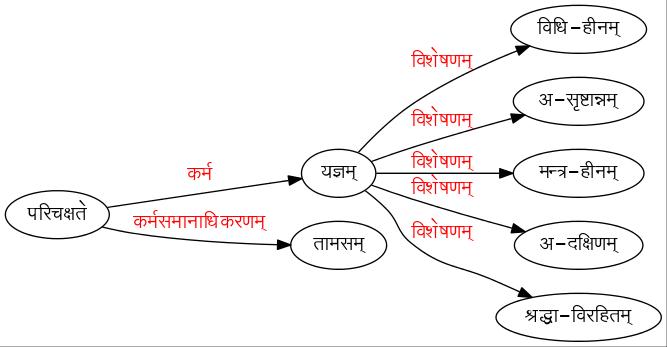 विधि-हीनम्
विशेषणम्
अ-सृष्टान्नम्
विशेषणम्
विशेषणम्
मन्त्र-हीनम्
कर्म
यज्ञम्
विशेषणम्
परिचक्षते
कर्मसमानाधिकरणम्
विशेषणम्
तामसम्
अ-दक्षिणम्
श्रद्धा-विरहितम्